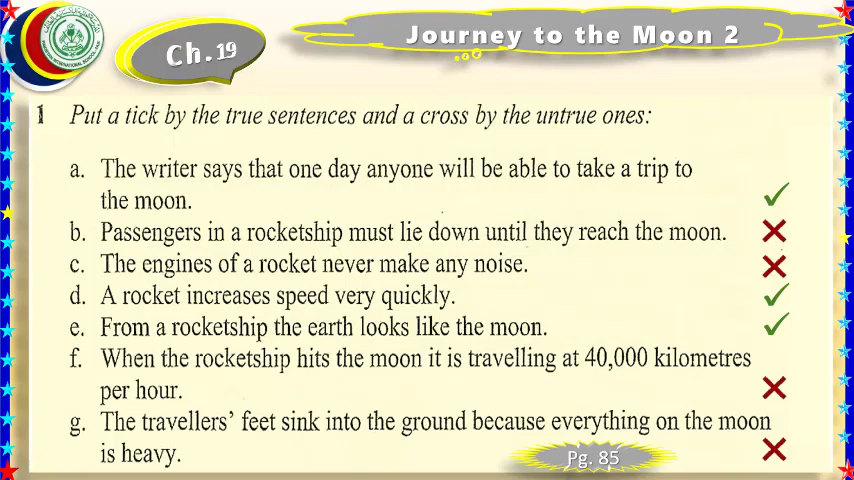 Ch.19
Journey to the Moon 2
1 Put a tick by the true sentences and a cross by the untrue ones:
a. The writer says that one day anyone will be able to take a trip to
the moon. ✓
b. Passengers in a rocketship must lie down until they reach the moon. ✕
c. The engines of a rocket never make any noise. ✕
d. A rocket increases speed very quickly. ✓
e. From a rocketship the earth looks like the moon. ✓
f. When the rocketship hits the moon it is travelling at 40,000 kilometres
per hour. ✕
g. The travellers' feet sink into the ground because everything on the moon
is heavy. ✕
Pg. 85